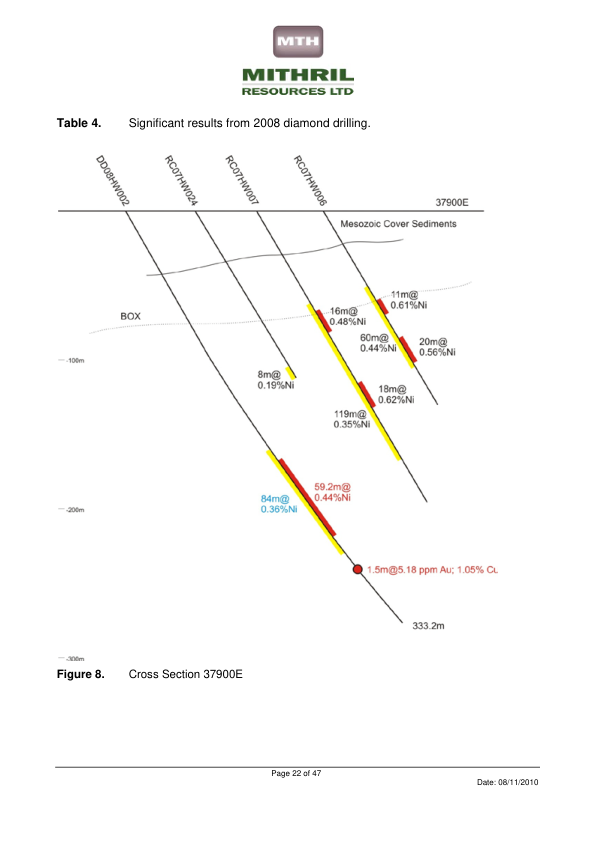 MTH
MITHRIL
RESOURCES LTD
Table 4. Significant results from 2008 diamond drilling.
DD08HW002
RC07HW024
RC07HW007
RC07HW006
37900E
Mesozoic Cover Sediments
11m@
0.61%Ni
BOX
16m@
0.48%Ni
60m@
0.44%Ni
20m@
0.56%Ni
-100m
8m@
0.19%Ni
18m@
0.62%Ni
119m@
0.35%Ni
59.2m@
0.44%Ni
84m@
0.36%Ni
-200m
1.5m@5.18 ppm Au; 1.05% Cu
333.2m
-300m
Figure 8. Cross Section 37900E
Page 22 of 47
Date: 08/11/2010